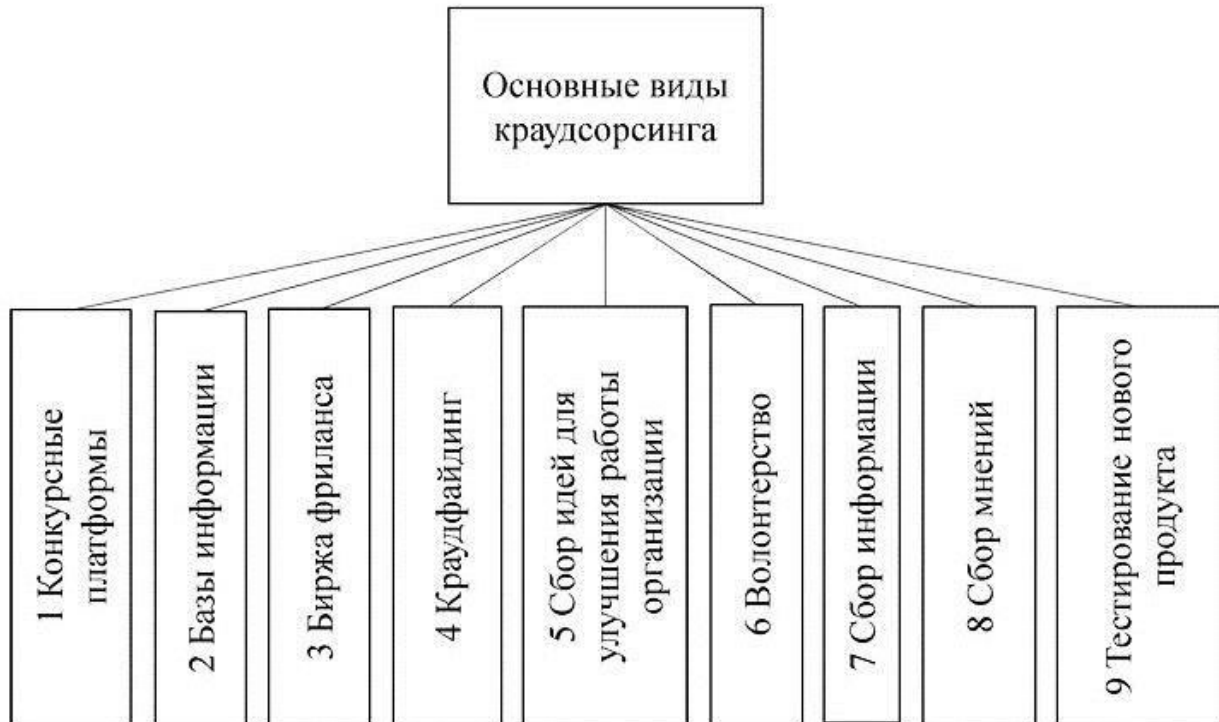 Основные виды
краудсорсинга
1 Конкурсные
платформы
2 Базы информации
3 Биржа фриланса
4 Краудфайдинг
5 Сбор идей для
улучшения работы
организации
6 Волонтерство
7 Сбор информации
8 Сбор мнений
9 Тестирование нового
продукта